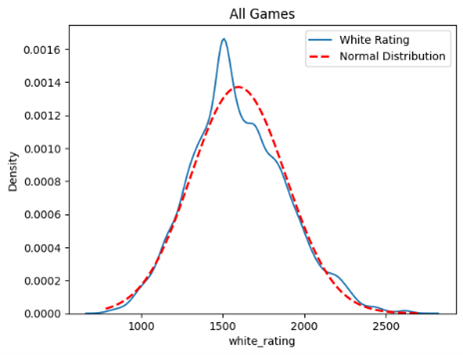 All Games
White Rating
Normal Distribution
0.0016
0.0014
0.0012
0.0010
0.0008
0.0006
0.0004
0.0002
0.0000
Density
1000 1500 2000 2500
white_rating